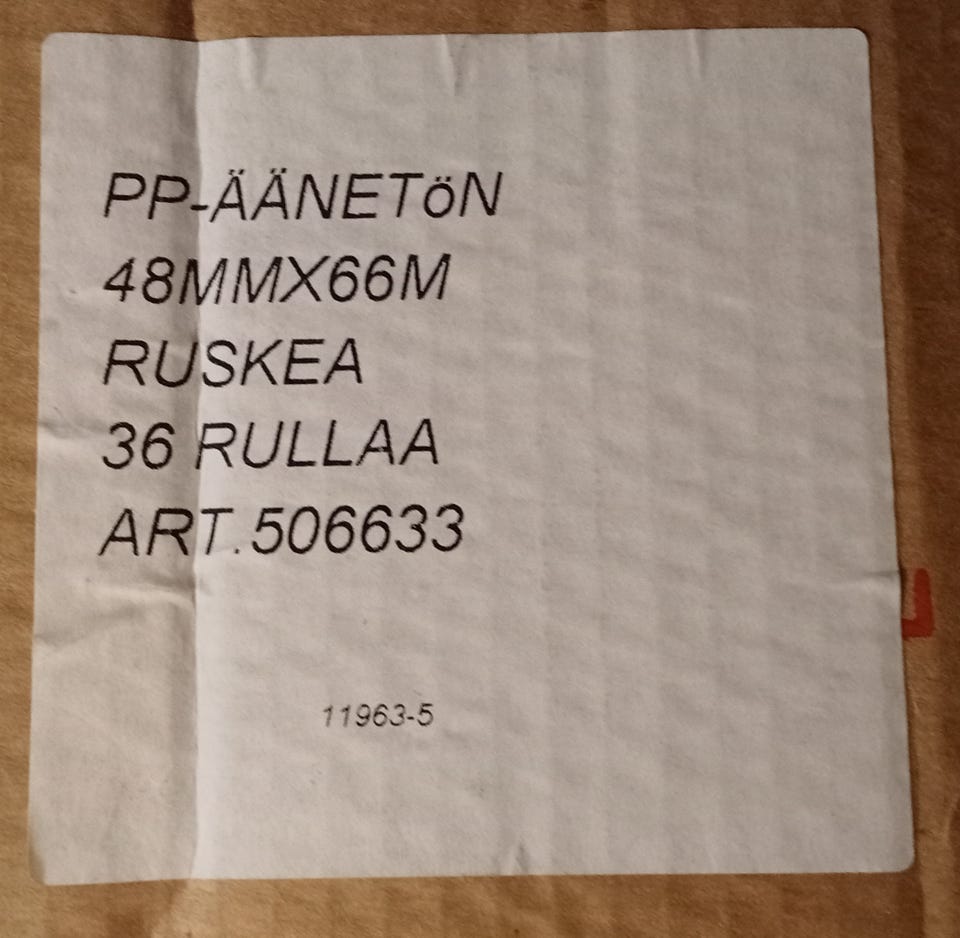 PP-ÄÄNETöN
48MMX66M
RUSKEA
36 RULLAA
ART.506633
11963-5